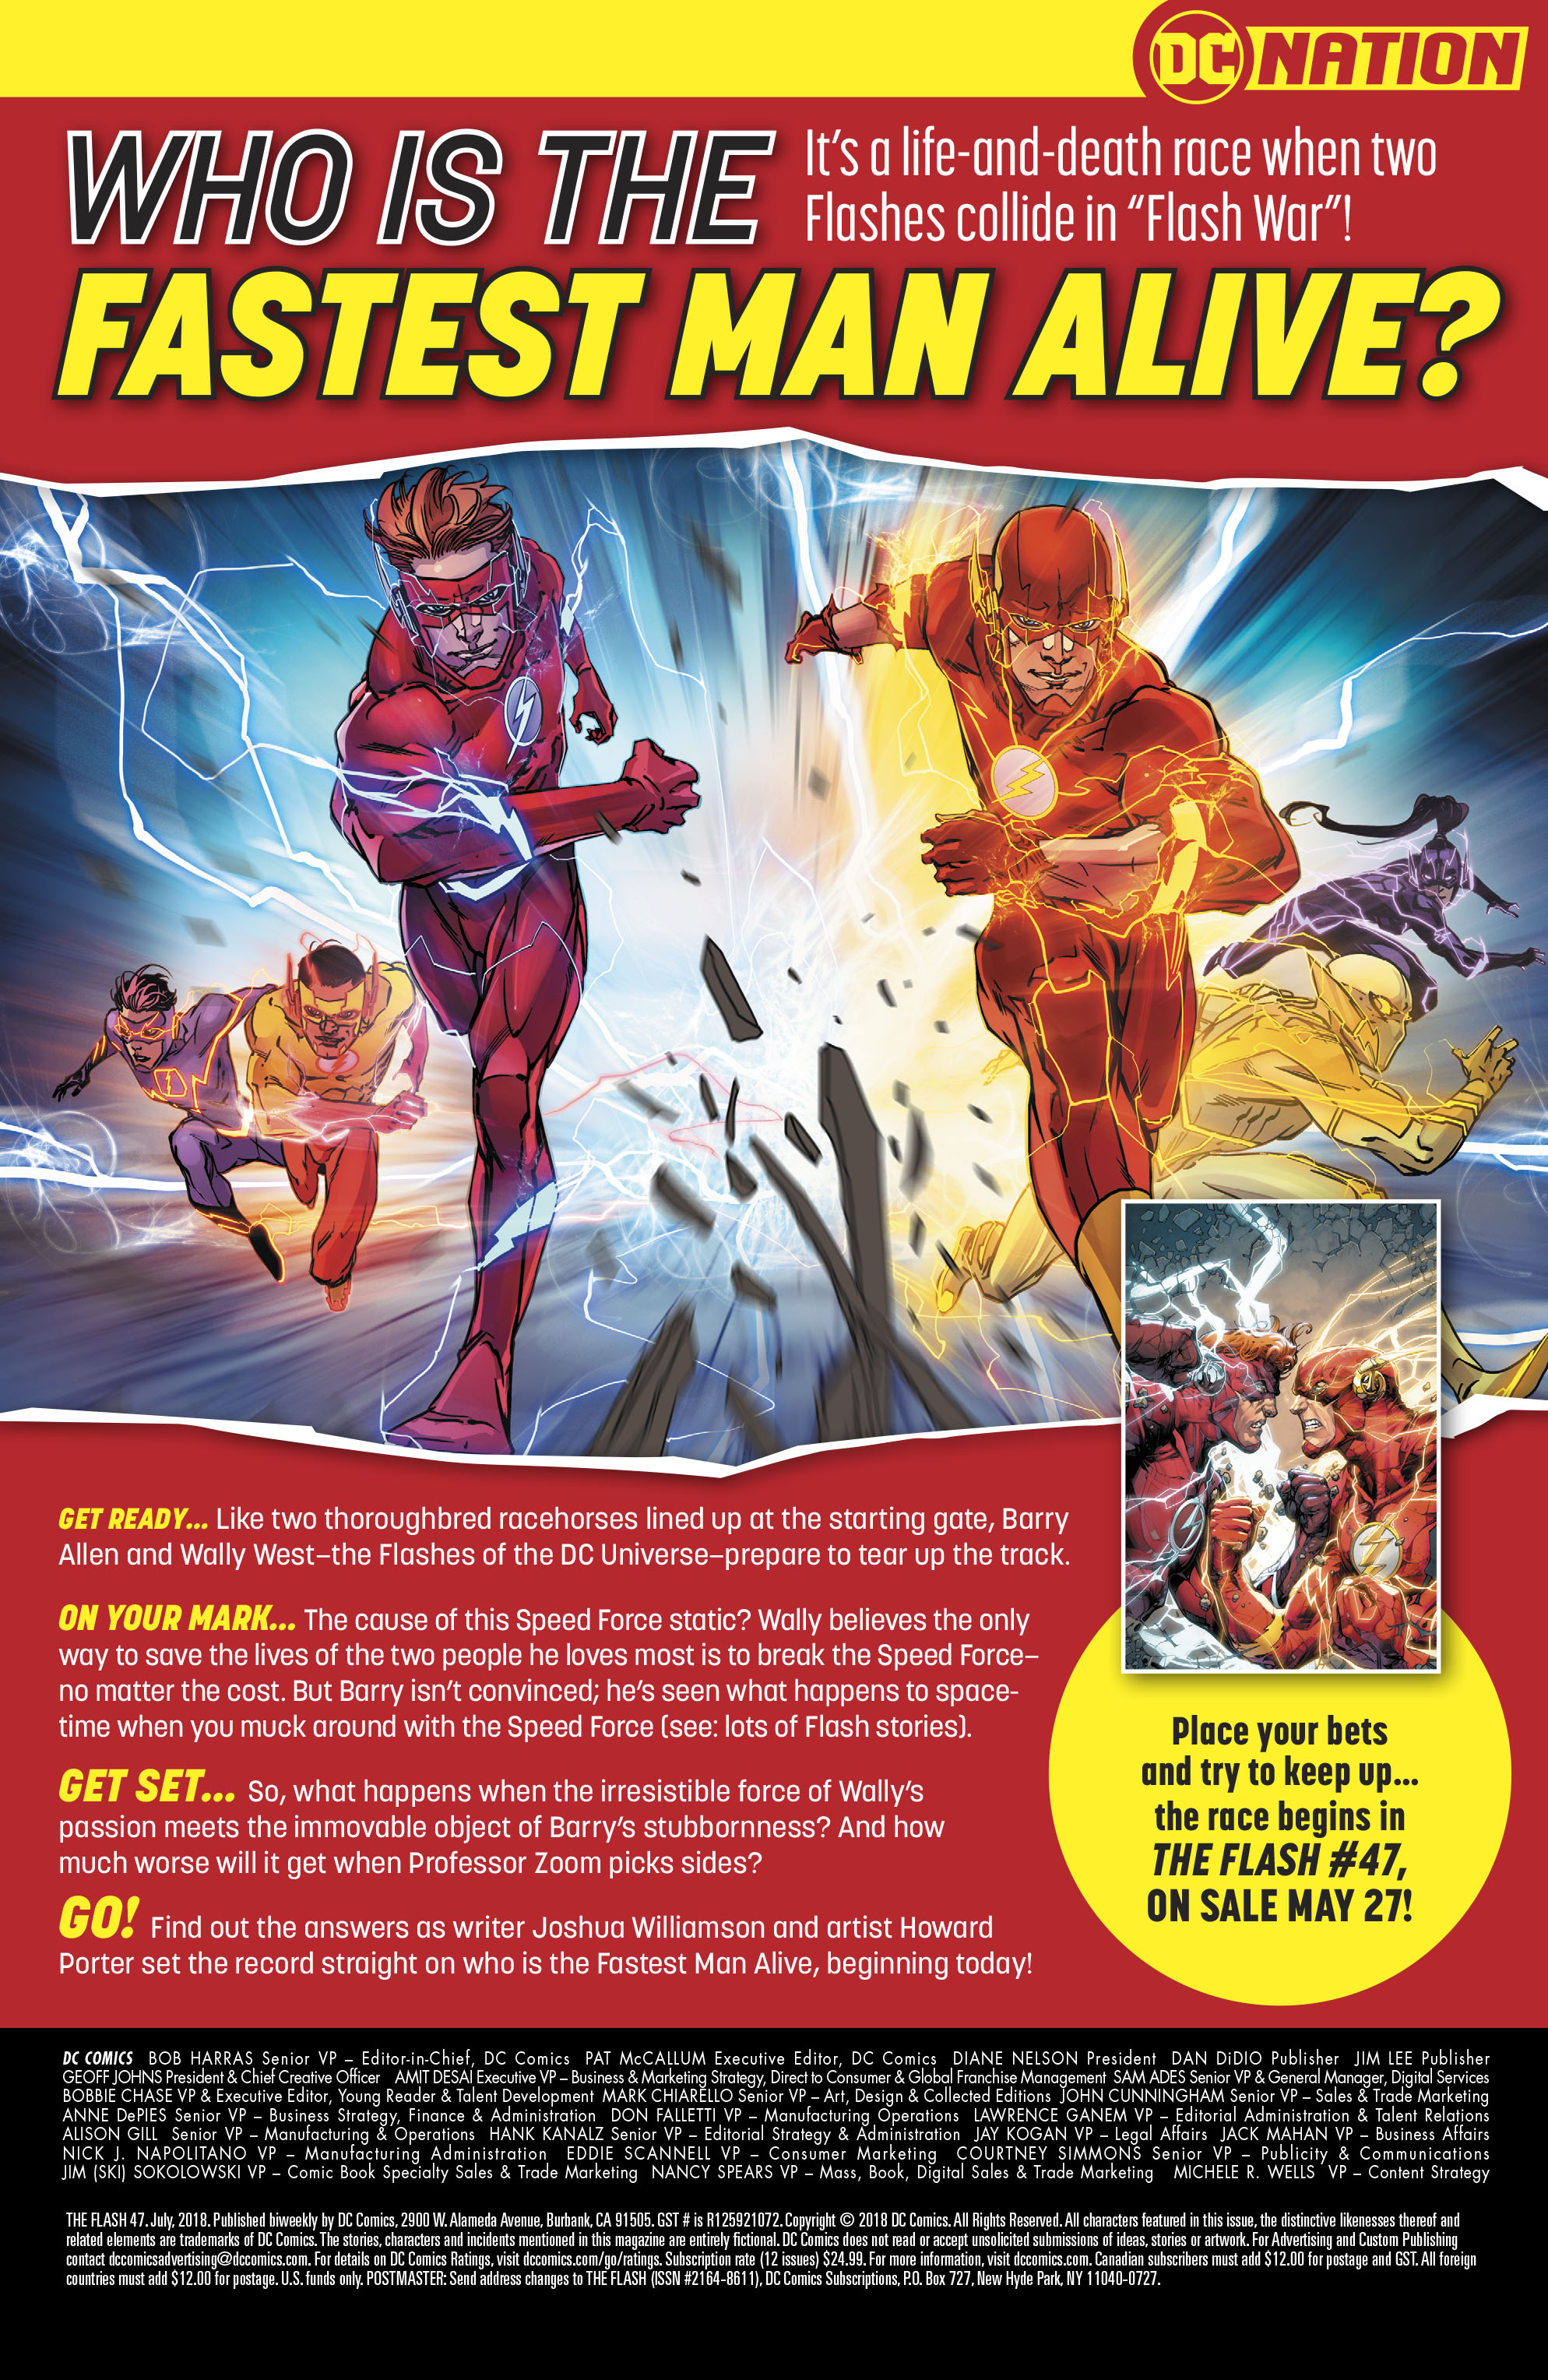 DC NATION
WHO IS THE
It's a life-and-death race when two
Flashes collide in "Flash War"!
FASTEST MAN ALIVE?
GET READY... Like two thoroughbred racehorses lined up at the starting gate, Barry
Allen and Wally West–the Flashes of the DC Universe–prepare to tear up the track.
ON YOUR MARK... The cause of this Speed Force static? Wally believes the only
way to save the lives of the two people he loves most is to break the Speed Force–
no matter the cost. But Barry isn't convinced; he's seen what happens to space-
time when you muck around with the Speed Force (see: lots of Flash stories).
GET SET... So, what happens when the irresistible force of Wally's
passion meets the immovable object of Barry's stubbornness? And how
much worse will it get when Professor Zoom picks sides?
GO! Find out the answers as writer Joshua Williamson and artist Howard
Porter set the record straight on who is the Fastest Man Alive, beginning today!
Place your bets
and try to keep up...
the race begins in
THE FLASH #47,
ON SALE MAY 27!
DC COMICS BOB HARRAS Senior VP – Editor-in-Chief, DC Comics PAT McCALLUM Executive Editor, DC Comics DIANE NELSON President DAN DiDIO Publisher JIM LEE Publisher
GEOFF JOHNS President & Chief Creative Officer AMIT DESAI Executive VP – Business & Marketing Strategy, Direct to Consumer & Global Franchise Management SAM ADES Senior VP & General Manager, Digital Services
BOBBIE CHASE VP & Executive Editor, Young Reader & Talent Development MARK CHIARELLO Senior VP – Art, Design & Collected Editions JOHN CUNNINGHAM Senior VP – Sales & Trade Marketing
ANNE DePIES Senior VP – Business Strategy, Finance & Administration DON FALLETTI VP – Manufacturing Operations LAWRENCE GANEM VP – Editorial Administration & Talent Relations
ALISON GILL Senior VP – Manufacturing & Operations HANK KANALZ Senior VP – Editorial Strategy & Administration JAY KOGAN VP – Legal Affairs JACK MAHAN VP – Business Affairs
NICK J. NAPOLITANO VP – Manufacturing Administration EDDIE SCANNELL VP – Consumer Marketing COURTNEY SIMMONS Senior VP – Publicity & Communications
JIM (SKI) SOKOLOWSKI VP – Comic Book Specialty Sales & Trade Marketing NANCY SPEARS VP – Mass, Book, Digital Sales & Trade Marketing MICHELE R. WELLS VP – Content Strategy
THE FLASH 47. July, 2018. Published biweekly by DC Comics, 2900 W. Alameda Avenue, Burbank, CA 91505. GST # is R125921072. Copyright © 2018 DC Comics. All Rights Reserved. All characters featured in this issue, the distinctive likenesses thereof and
related elements are trademarks of DC Comics. The stories, characters and incidents mentioned in this magazine are entirely fictional. DC Comics does not read or accept unsolicited submissions of ideas, stories or artwork. For Advertising and Custom Publishing
contact dccomicsadvertising@dccomics.com. For details on DC Comics Ratings, visit dccomics.com/go/ratings. Subscription rate (12 issues) $24.99. For more information, visit dccomics.com. Canadian subscribers must add $12.00 for postage and GST. All foreign
countries must add $12.00 for postage. U.S. funds only. POSTMASTER: Send address changes to THE FLASH (ISSN #2164-8611), DC Comics Subscriptions, P.O. Box 727, New Hyde Park, NY 11040-0727.